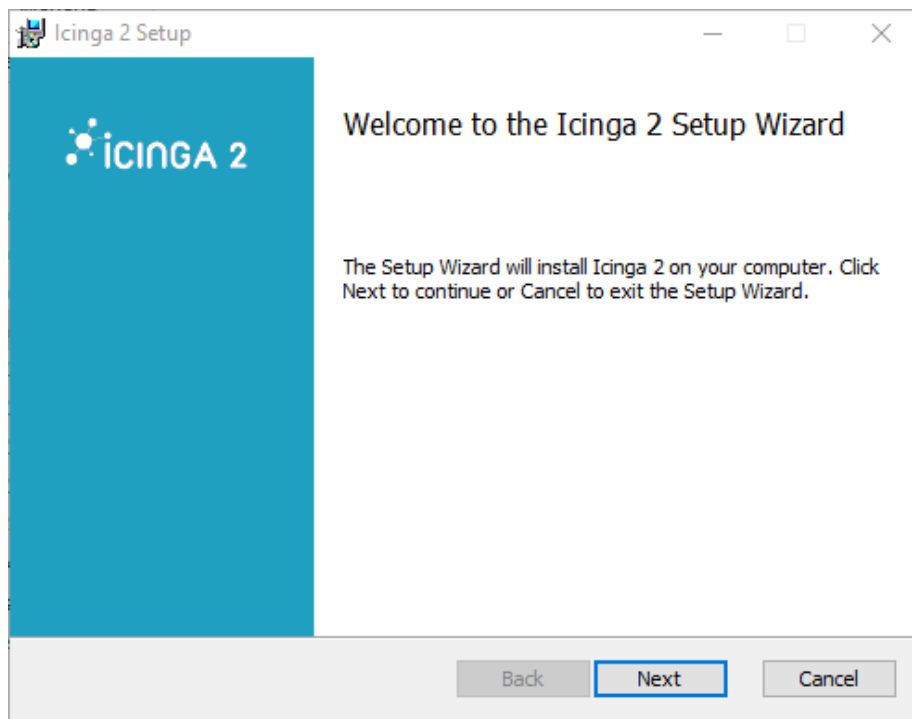 Icinga 2 Setup
iCINGA 2
Welcome to the Icinga 2 Setup Wizard
The Setup Wizard will install Icinga 2 on your computer. Click
Next to continue or Cancel to exit the Setup Wizard.
Back
Next
Cancel